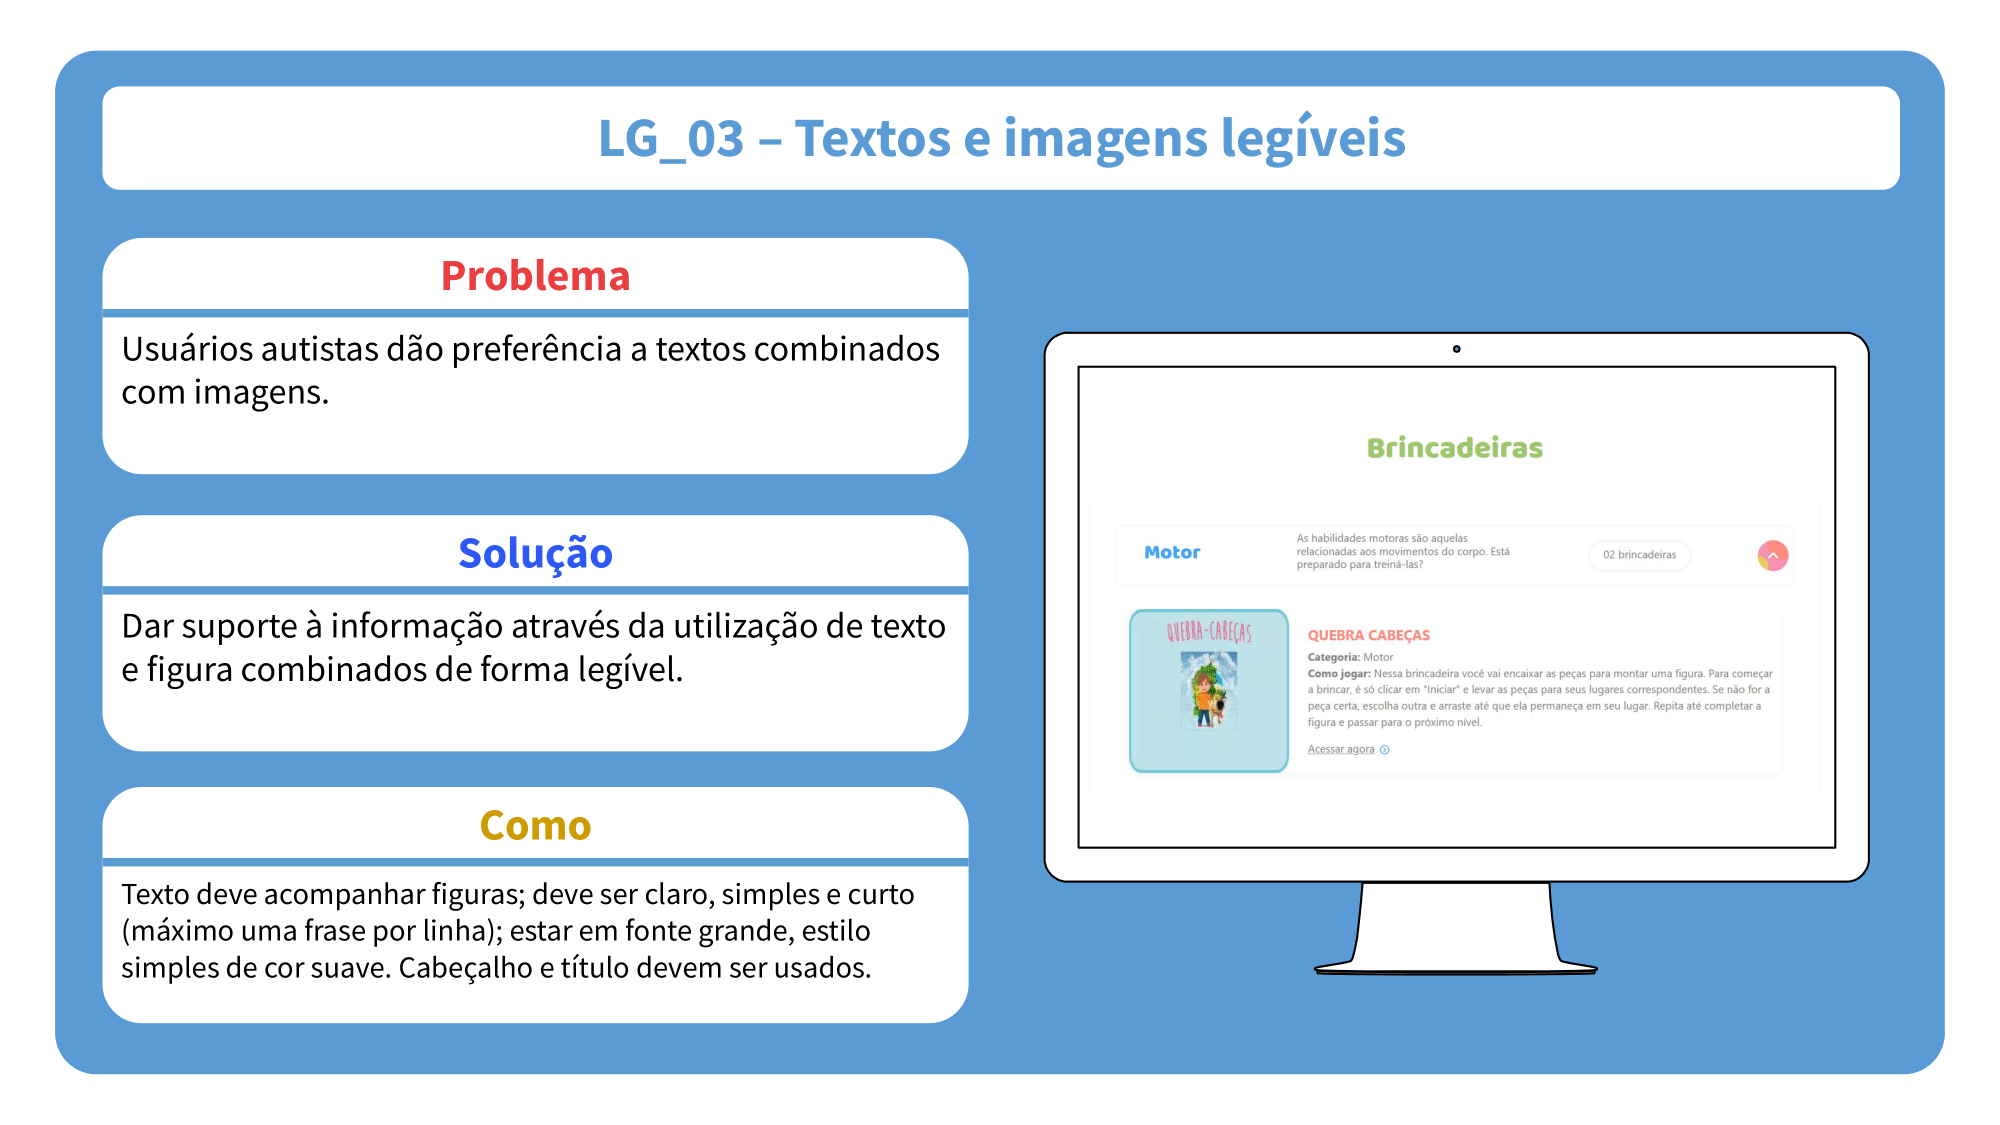 LG_03 – Textos e imagens legíveis
Problema
Usuários autistas dão preferência a textos combinados
com imagens.
Solução
Dar suporte à informação através da utilização de texto
e figura combinados de forma legível.
Como
Texto deve acompanhar figuras; deve ser claro, simples e curto
(máximo uma frase por linha); estar em fonte grande, estilo
simples de cor suave. Cabeçalho e título devem ser usados.
Brincadeiras
Motor
As habilidades motoras são aquelas
relacionadas aos movimentos do corpo. Está
preparado para treiná-las?
02 brincadeiras
QUEBRA-CABEÇAS
QUEBRA CABEÇAS
Categoria: Motor
Como jogar: Nessa brincadeira você vai encaixar as peças para montar uma figura. Para começar
a brincar, é só clicar em "Iniciar" e levar as peças para seus lugares correspondentes. Se não for a
peça certa, escolha outra e arraste até que ela permaneça em seu lugar. Repita até completar a
figura e passar para o próximo nível.
Acessar agora